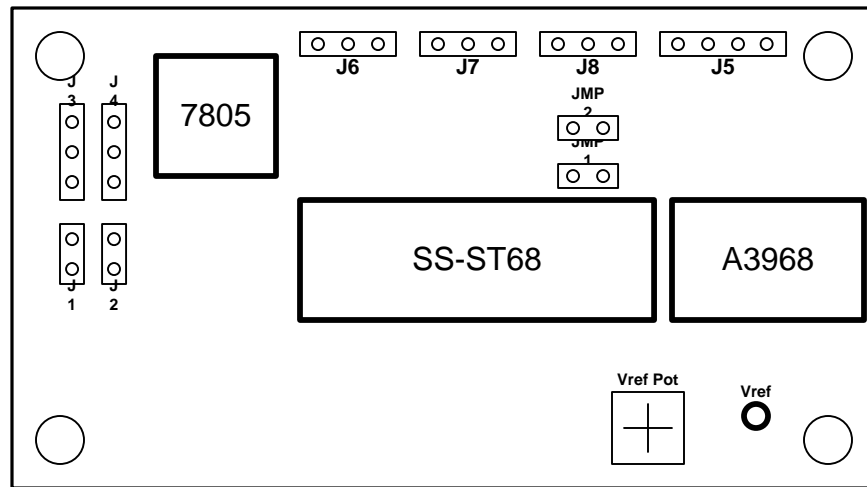 J6
J7
J8
J5
J
3
J
4
7805
JMP
2
JMP
1
SS-ST68
A3968
J
1
J
2
Vref Pot
Vref